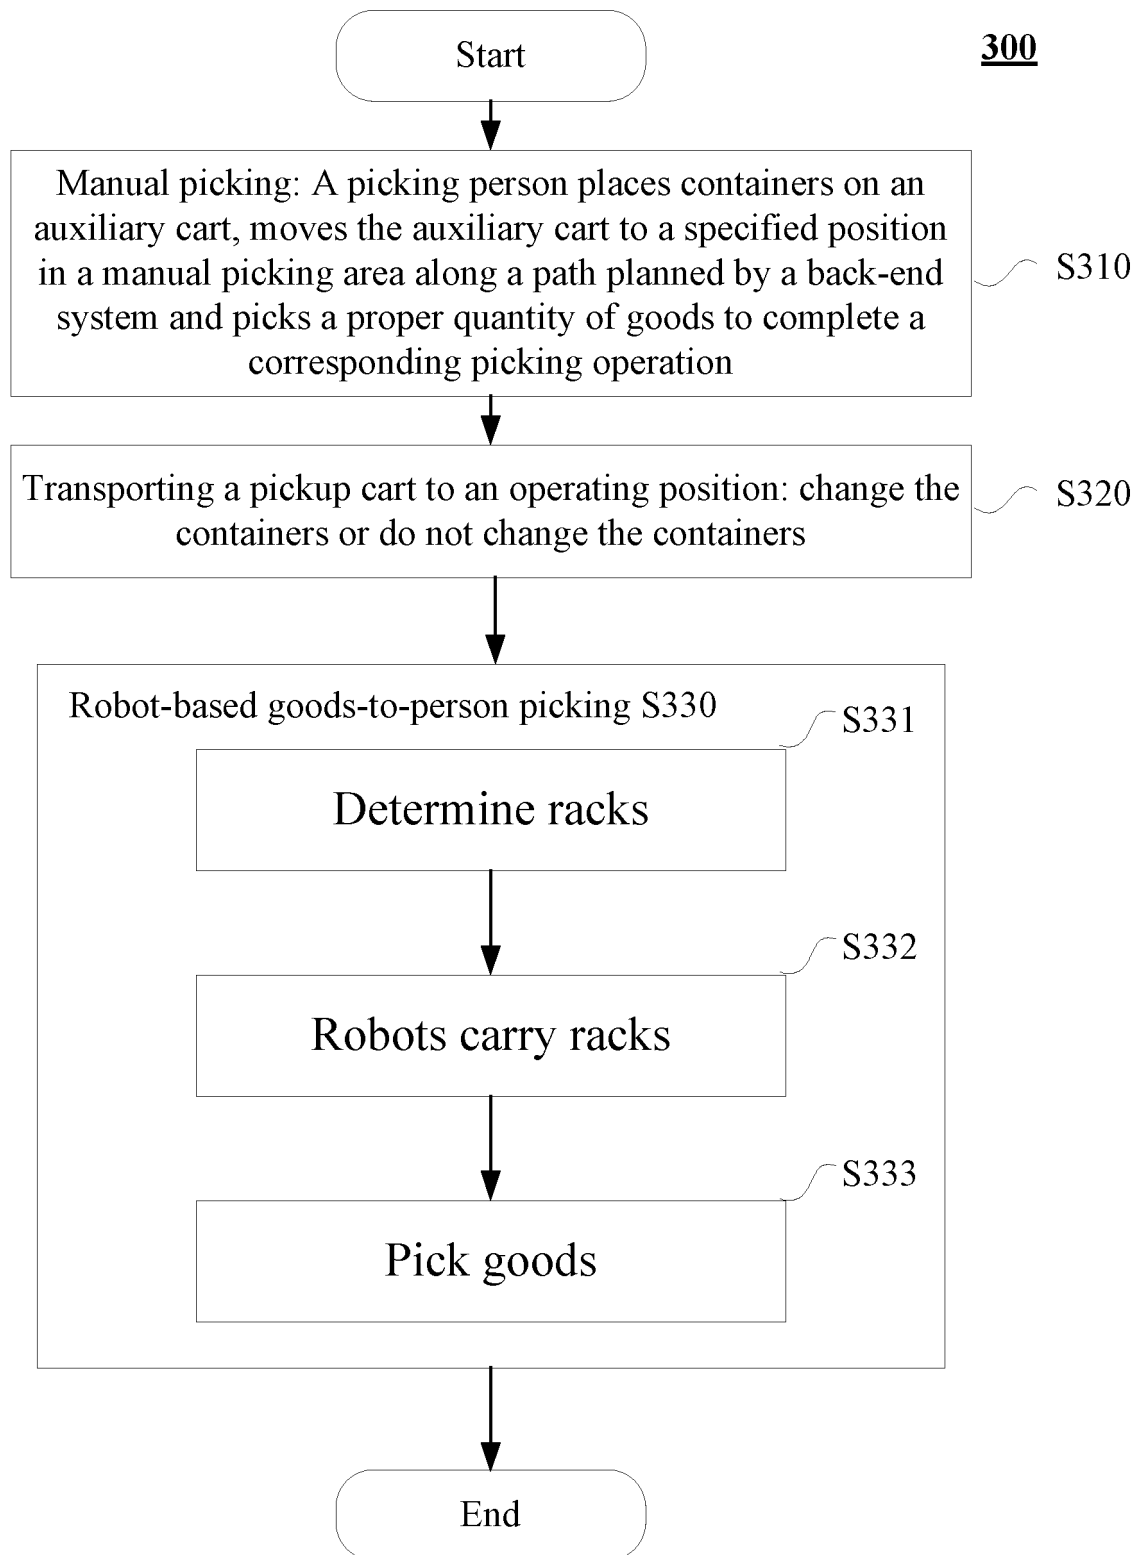 Start
300
Manual picking: A picking person places containers on an
auxiliary cart, moves the auxiliary cart to a specified position
in a manual picking area along a path planned by a back-end
system and picks a proper quantity of goods to complete a
corresponding picking operation
S310
Transporting a pickup cart to an operating position: change the
containers or do not change the containers
S320
Robot-based goods-to-person picking S330
S331
Determine racks
S332
Robots carry racks
S333
Pick goods
End